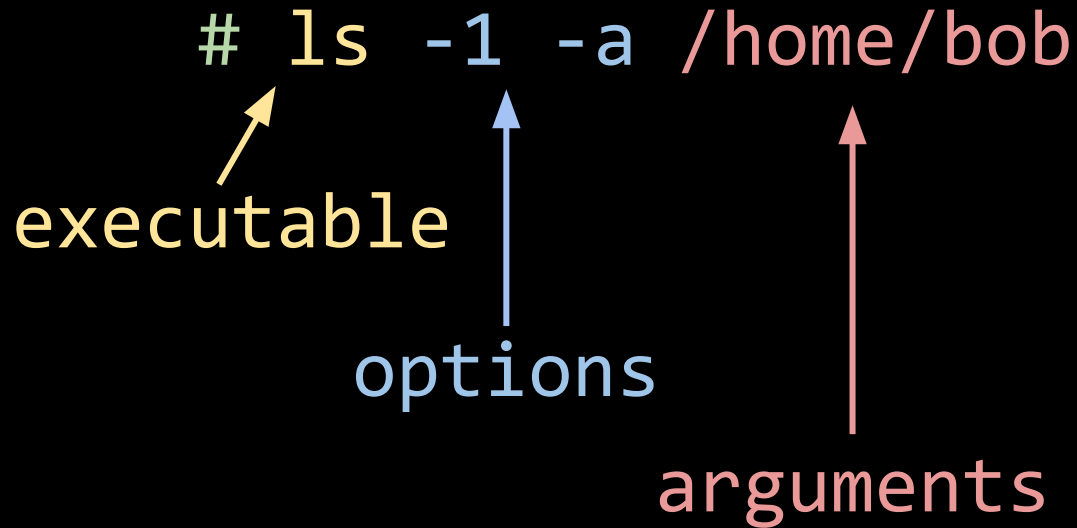 # ls -1 -a /home/bob
executable
options
arguments